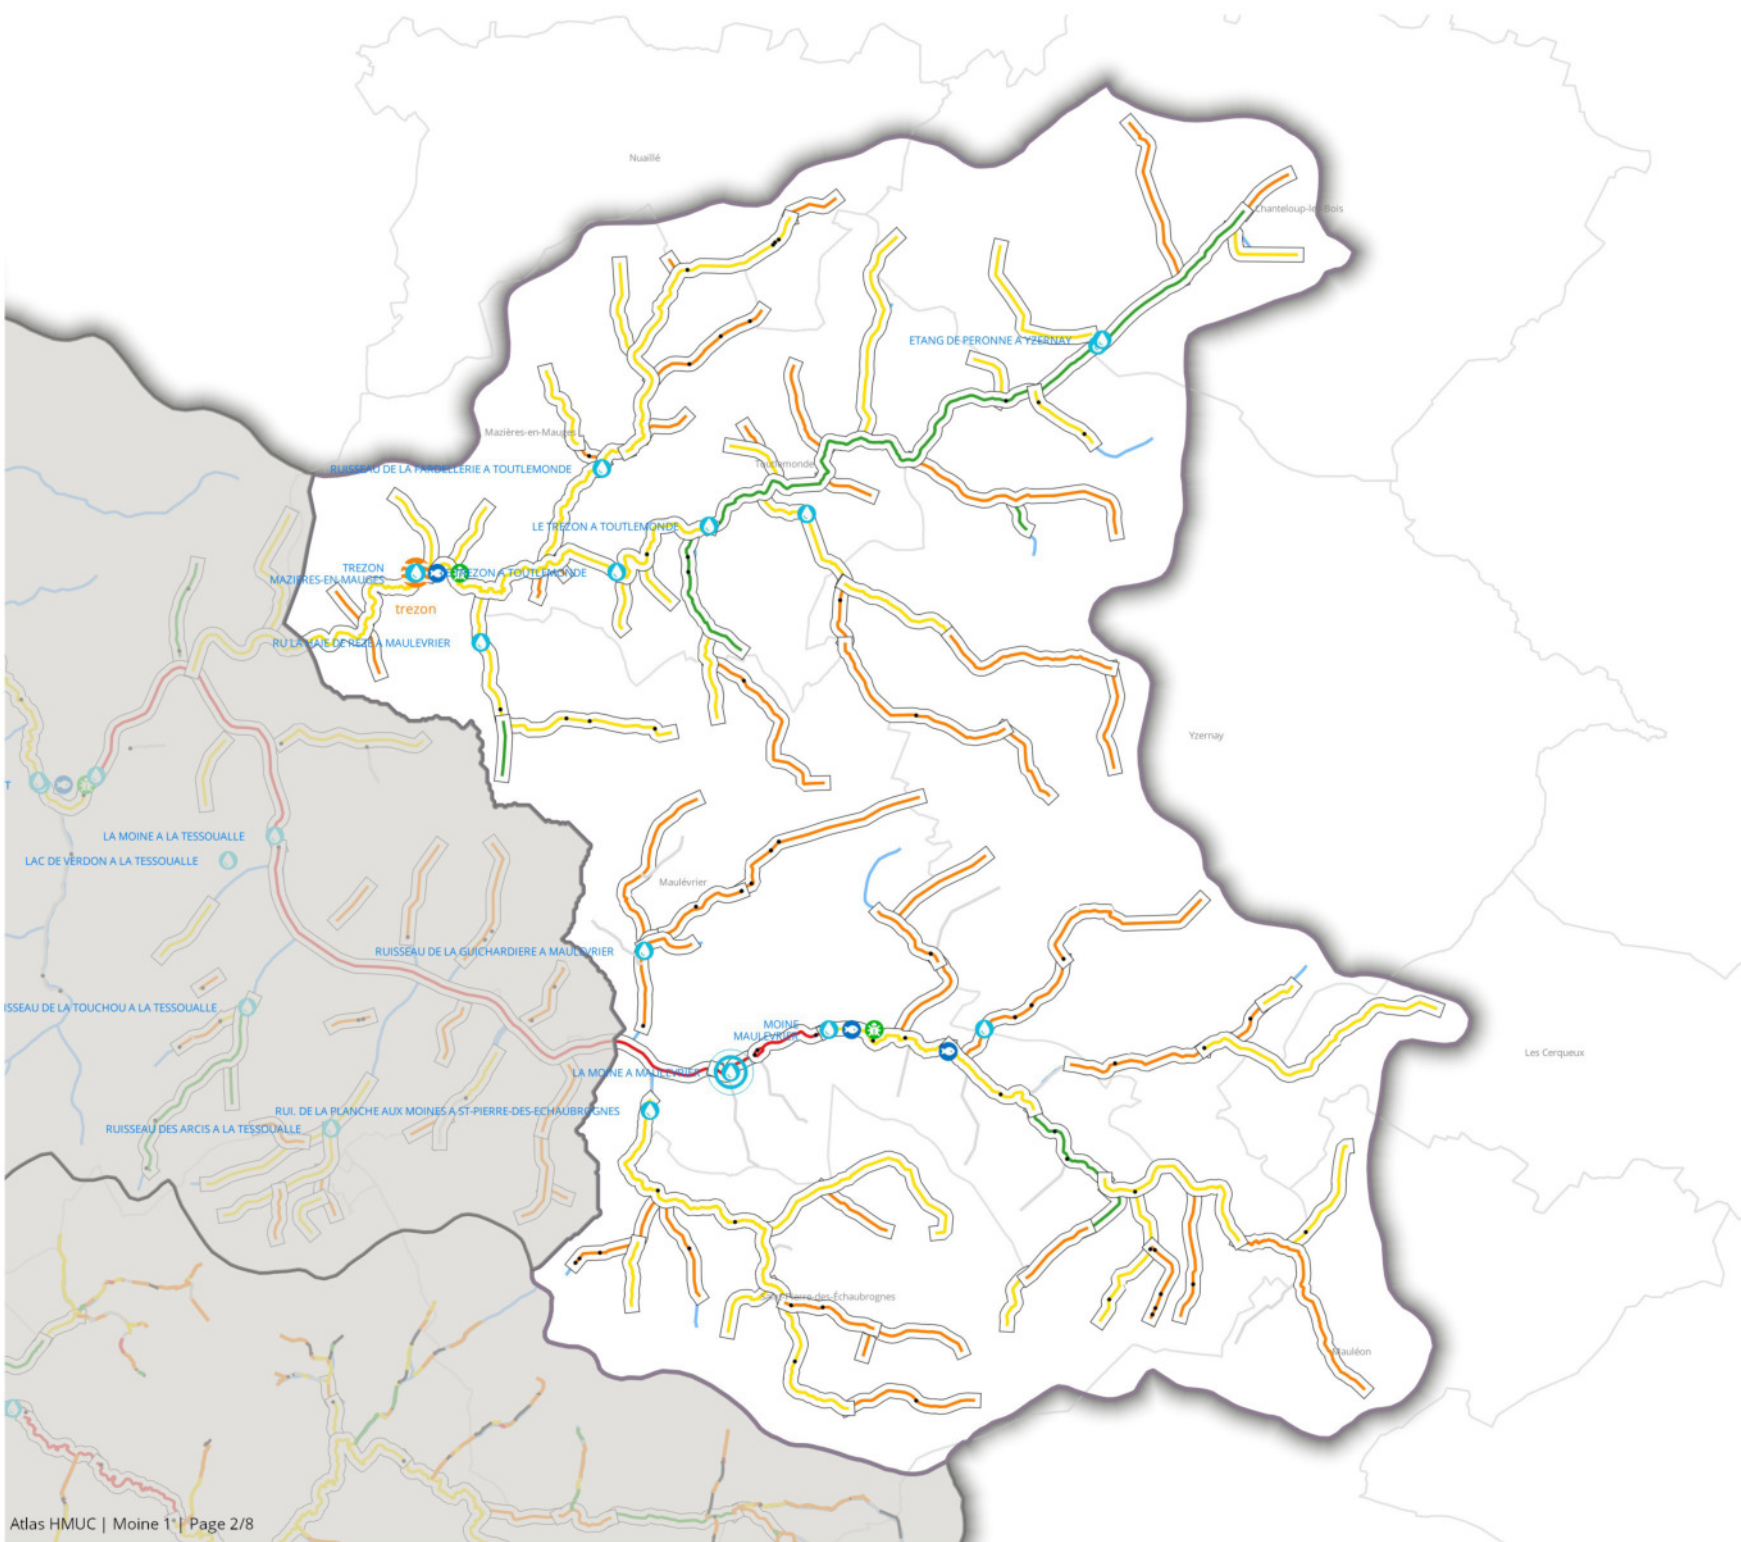 Nuaillé
Chanteloup-les-Bois
ETANG DE PERONNE A YZERNAY
Mazières-en-Mauges
RUISSEAU DE LA PARDELLERIE A TOUTLEMONDE
Toutlemonde
LE TREZON A TOUTLEMONDE
TREZON
MAZIERES-EN-MAUGES
TREZON A TOUTLEMONDE
trezon
RU LA HAIE DE REZE A MAULEVRIER
Yzernay
T
LA MOINE A LA TESSOUALLE
LAC DE VERDON A LA TESSOUALLE
Maulévrier
RUISSEAU DE LA GUICHARDIERE A MAULEVRIER
ISSEAU DE LA TOUCHOU A LA TESSOUALLE
MOINE
MAULEVRIER
Les Cerqueux
LA MOINE A MAULEVRIER
RUI. DE LA PLANCHE AUX MOINES A ST-PIERRE-DES-ECHAUBROGNES
RUISSEAU DES ARCIS A LA TESSOUALLE
Saint-Pierre-des-Échaubrognes
Mauléon
Atlas HMUC | Moine 1 | Page 2/8